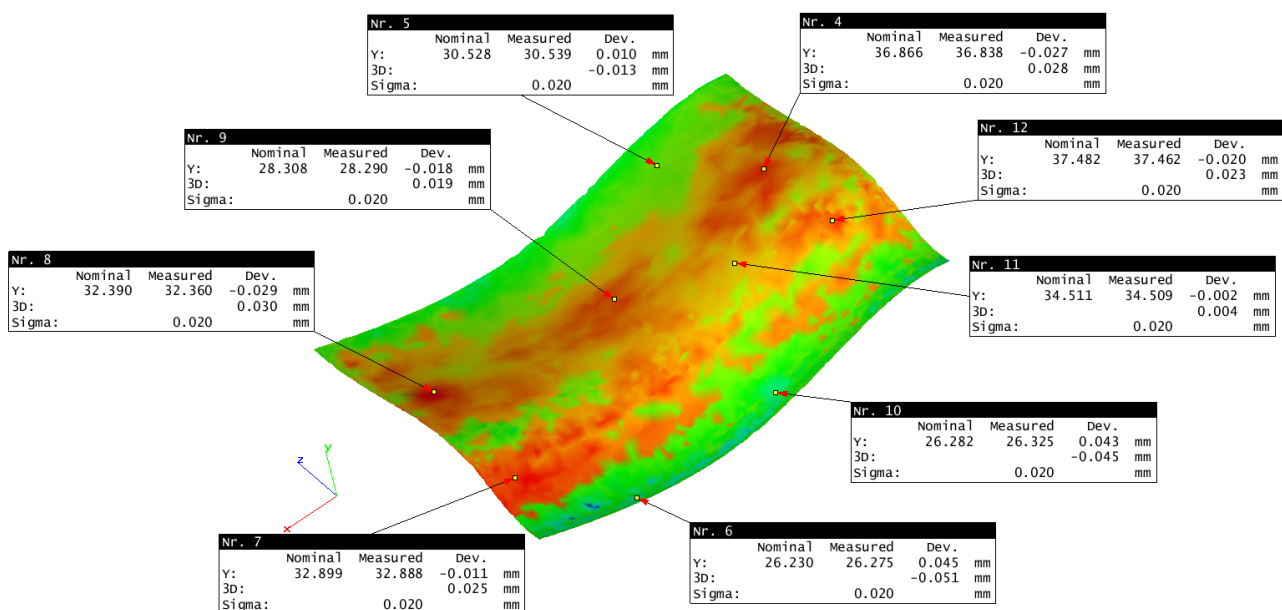 Nr. 5
Nominal Measured Dev.
Y: 30.528 30.539 0.010 mm
3D: -0.013 mm
Sigma: 0.020 mm
Nr. 4
Nominal Measured Dev.
Y: 36.866 36.838 -0.027 mm
3D: 0.028 mm
Sigma: 0.020 mm
Nr. 9
Nominal Measured Dev.
Y: 28.308 28.290 -0.018 mm
3D: 0.019 mm
Sigma: 0.020 mm
Nr. 12
Nominal Measured Dev.
Y: 37.482 37.462 -0.020 mm
3D: 0.023 mm
Sigma: 0.020 mm
Nr. 8
Nominal Measured Dev.
Y: 32.390 32.360 -0.029 mm
3D: 0.030 mm
Sigma: 0.020 mm
Nr. 11
Nominal Measured Dev.
Y: 34.511 34.509 -0.002 mm
3D: 0.004 mm
Sigma: 0.020 mm
Nr. 10
Nominal Measured Dev.
Y: 26.282 26.325 0.043 mm
3D: -0.045 mm
Sigma: 0.020 mm
y
z
x
Nr. 7
Nominal Measured Dev.
Y: 32.899 32.888 -0.011 mm
3D: 0.025 mm
Sigma: 0.020 mm
Nr. 6
Nominal Measured Dev.
Y: 26.230 26.275 0.045 mm
3D: -0.051 mm
Sigma: 0.020 mm